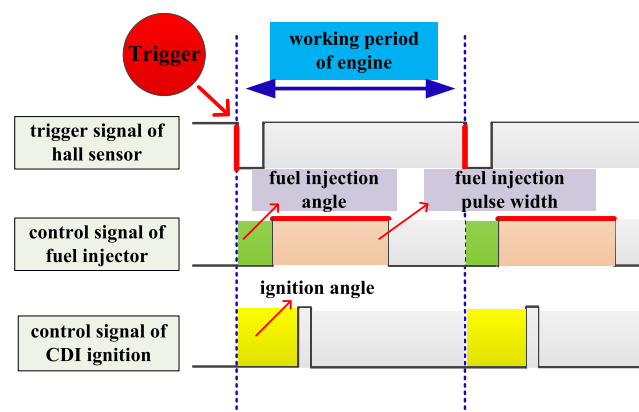 Trigger
working period
of engine
trigger signal of
hall sensor
fuel injection
angle
fuel injection
pulse width
control signal of
fuel injector
ignition angle
control signal of
CDI ignition